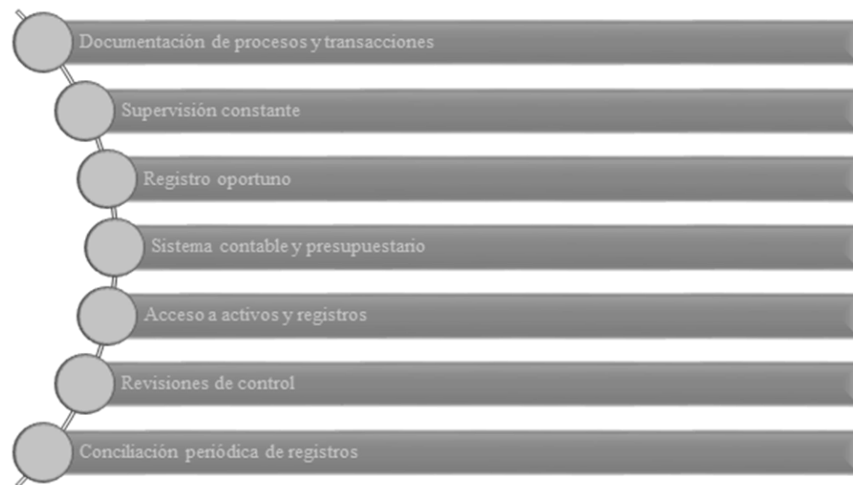 Documentación de procesos y transacciones
Supervisión constante
Registro oportuno
Sistema contable y presupuestario
Acceso a activos y registros
Revisiones de control
Conciliación periódica de registros